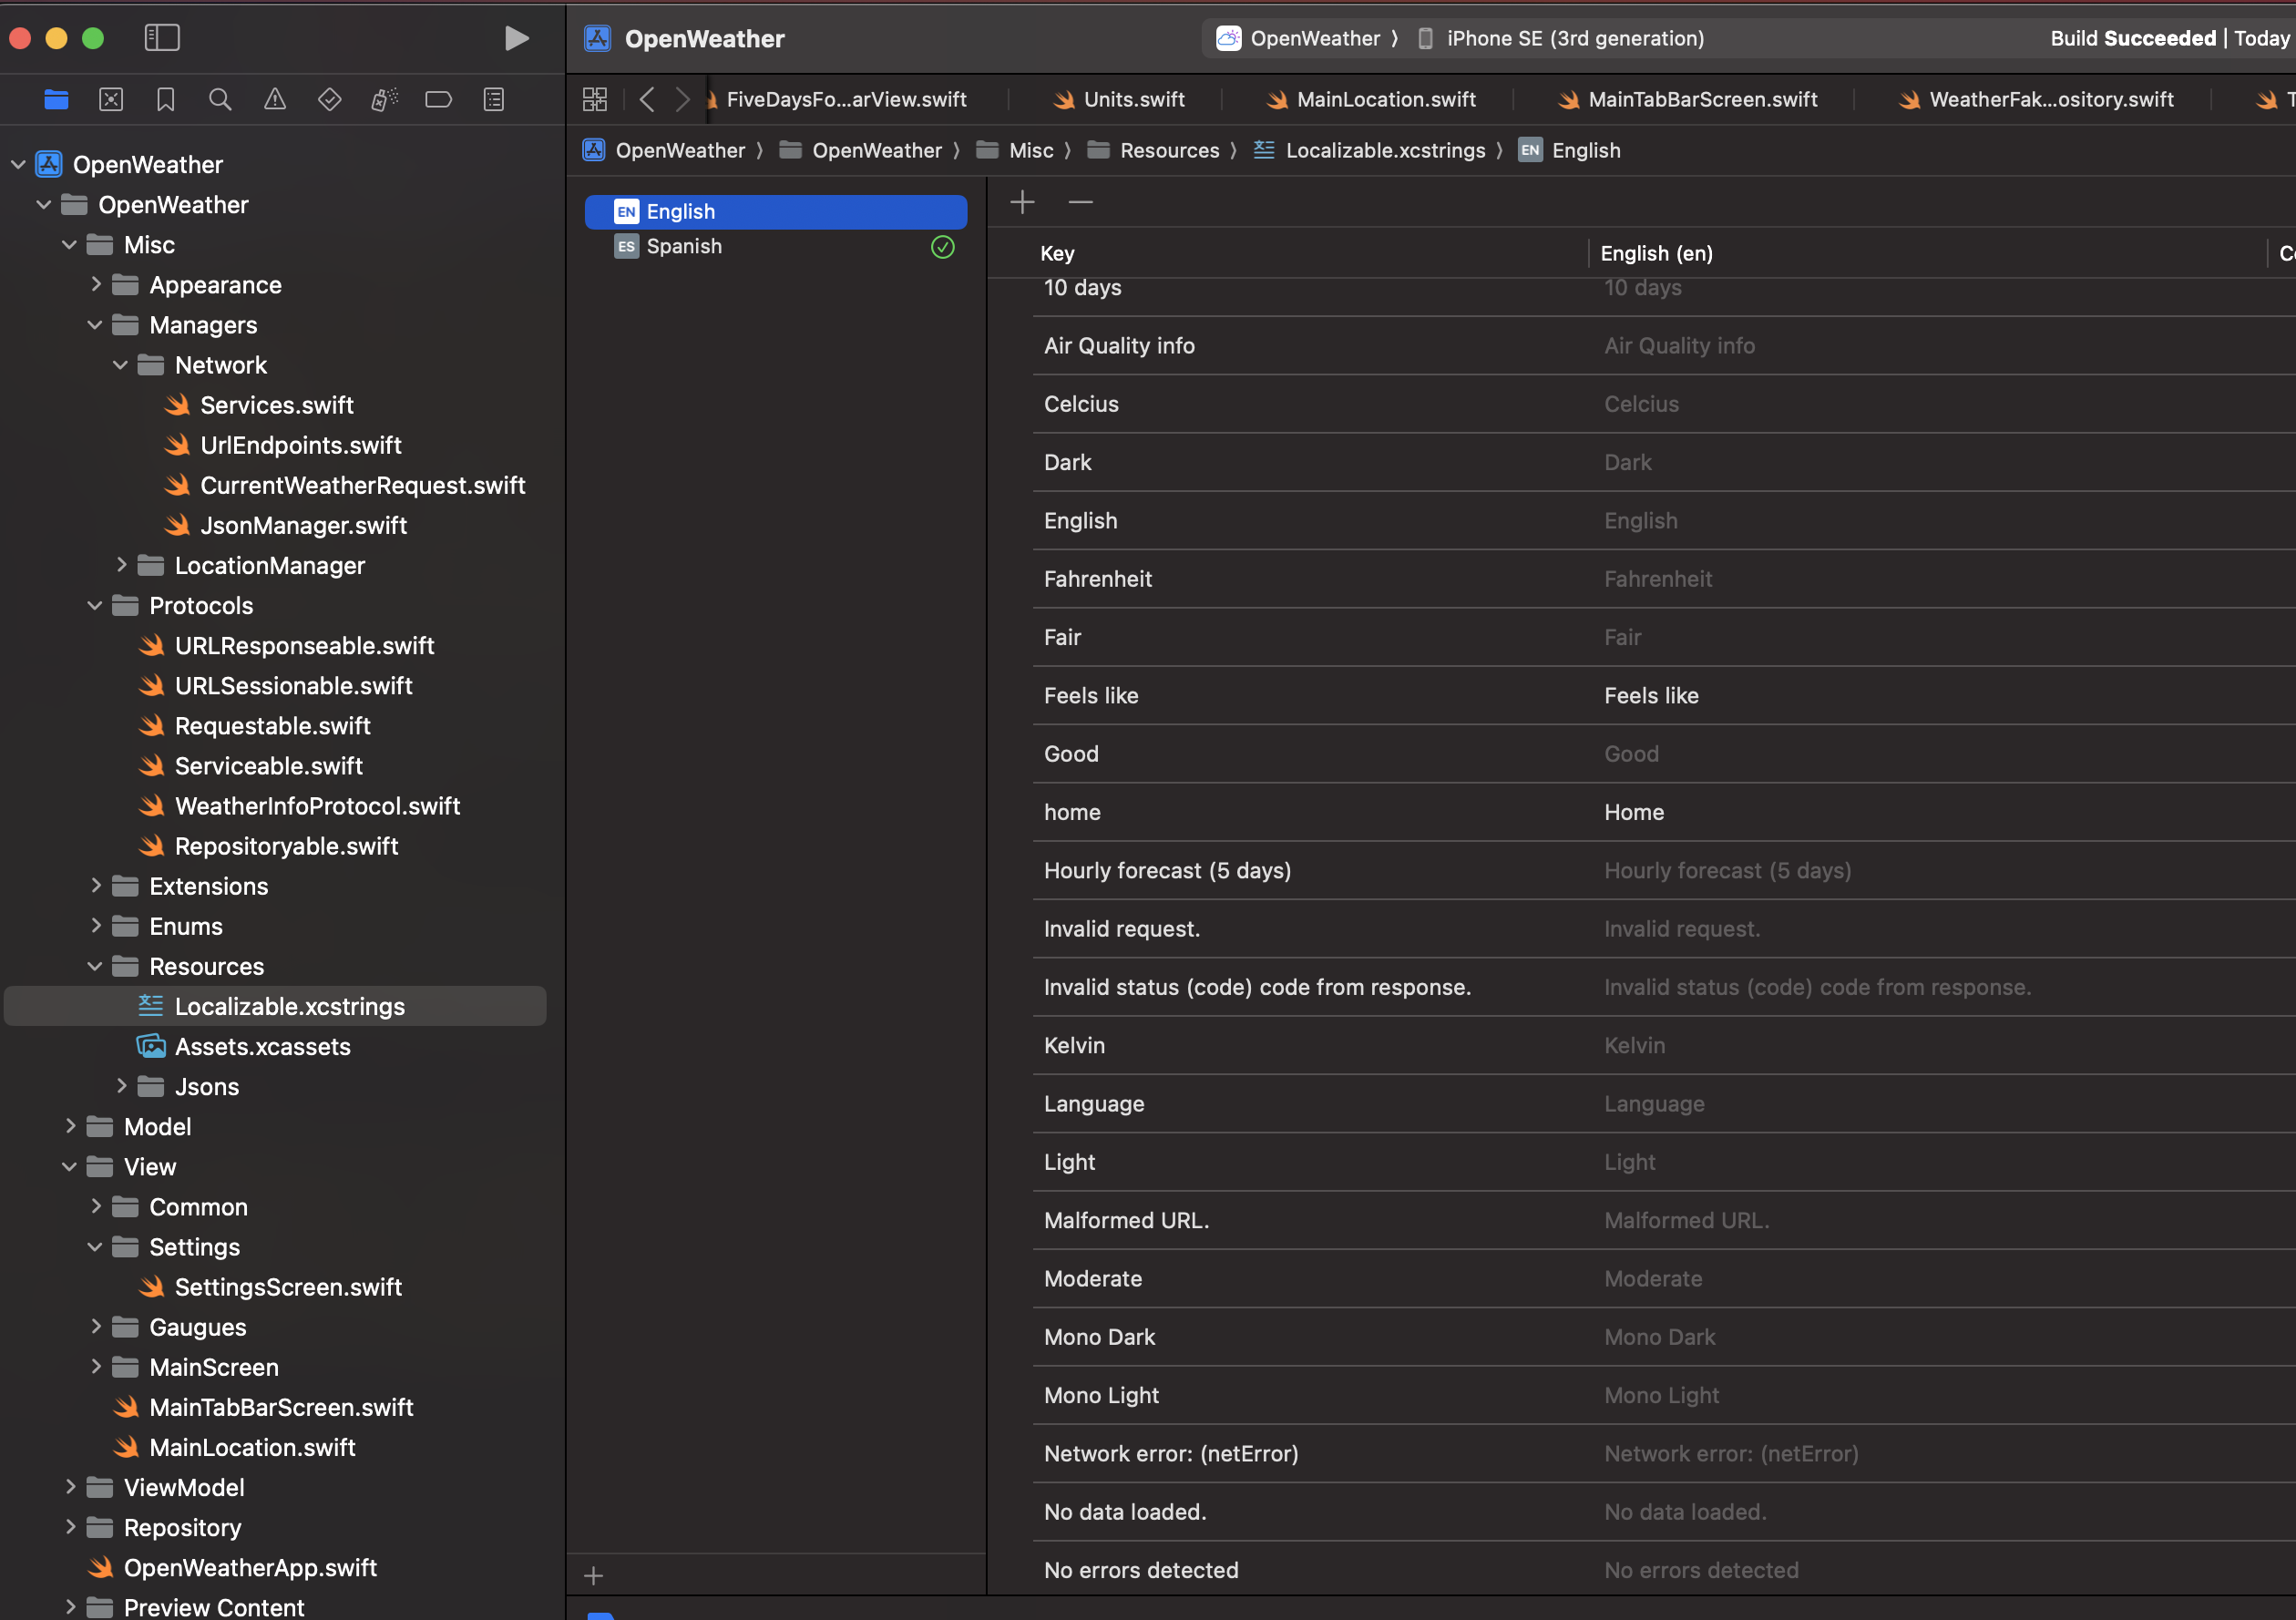 OpenWeather
OpenWeather ⟩ iPhone SE (3rd generation)
Build Succeeded | Today
FiveDaysFo...arView.swift
Units.swift
MainLocation.swift
MainTabBarScreen.swift
WeatherFak...ository.swift
OpenWeather ⟩ OpenWeather ⟩ Misc ⟩ Resources ⟩ Localizable.xcstrings ⟩ EN English
OpenWeather
OpenWeather
Misc
Appearance
Managers
Network
Services.swift
UrlEndpoints.swift
CurrentWeatherRequest.swift
JsonManager.swift
LocationManager
Protocols
URLResponseable.swift
URLSessionable.swift
Requestable.swift
Serviceable.swift
WeatherInfoProtocol.swift
Repositoryable.swift
Extensions
Enums
Resources
Localizable.xcstrings
Assets.xcassets
Jsons
Model
View
Common
Settings
SettingsScreen.swift
Gaugues
MainScreen
MainTabBarScreen.swift
MainLocation.swift
ViewModel
Repository
OpenWeatherApp.swift
Preview Content
EN English
ES Spanish
Key English (en)
10 days 10 days
Air Quality info Air Quality info
Celcius Celcius
Dark Dark
English English
Fahrenheit Fahrenheit
Fair Fair
Feels like Feels like
Good Good
home Home
Hourly forecast (5 days) Hourly forecast (5 days)
Invalid request. Invalid request.
Invalid status (code) code from response. Invalid status (code) code from response.
Kelvin Kelvin
Language Language
Light Light
Malformed URL. Malformed URL.
Moderate Moderate
Mono Dark Mono Dark
Mono Light Mono Light
Network error: (netError) Network error: (netError)
No data loaded. No data loaded.
No errors detected No errors detected